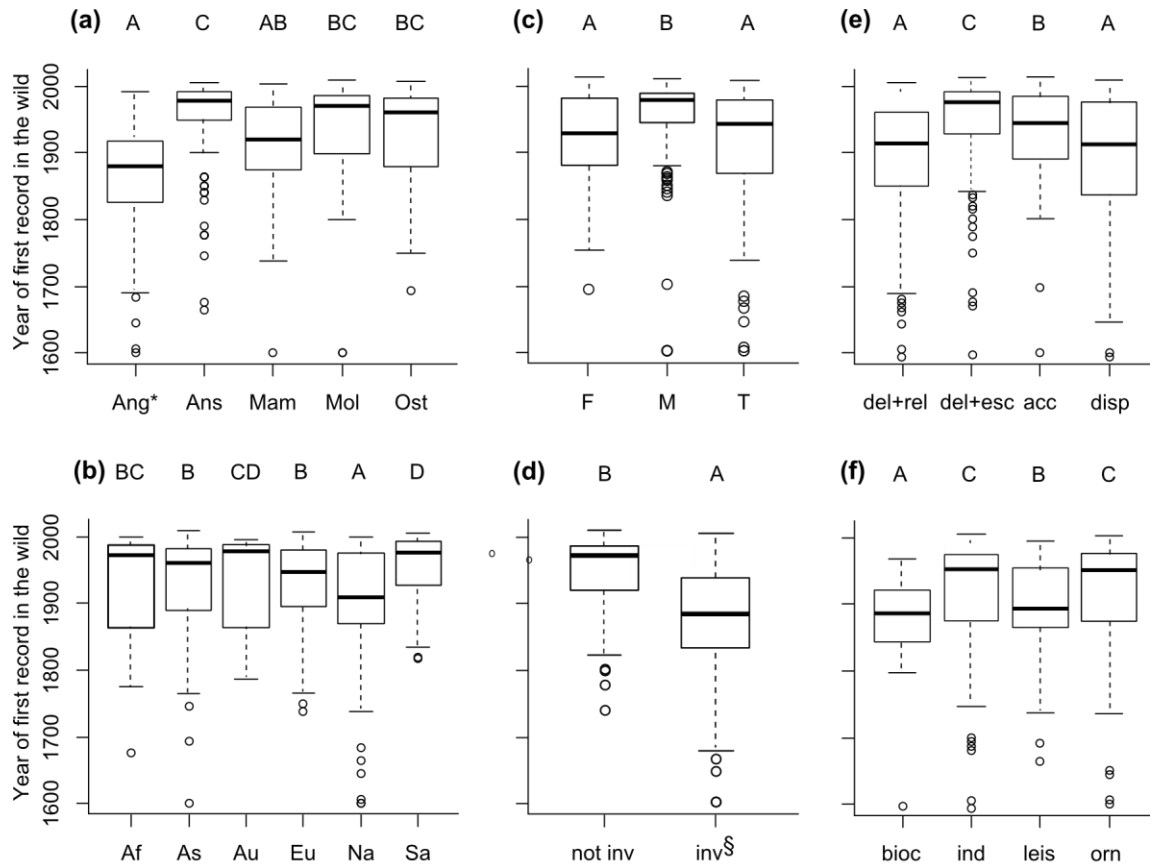 (a) A C AB BC BC
Year of first record in the wild
2000
1900
1800
1700
1600
Ang* Ans Mam Mol Ost
(c) A B A
F M T
(e) A C A A
del+rel del+esc acc disp
(b) BC B CD B A D
Year of first record in the wild
2000
1900
1800
1700
1600
Af As Au Eu Na Sa
(d) B A
not inv inv§
(f) A C B C
bioc ind leis orn